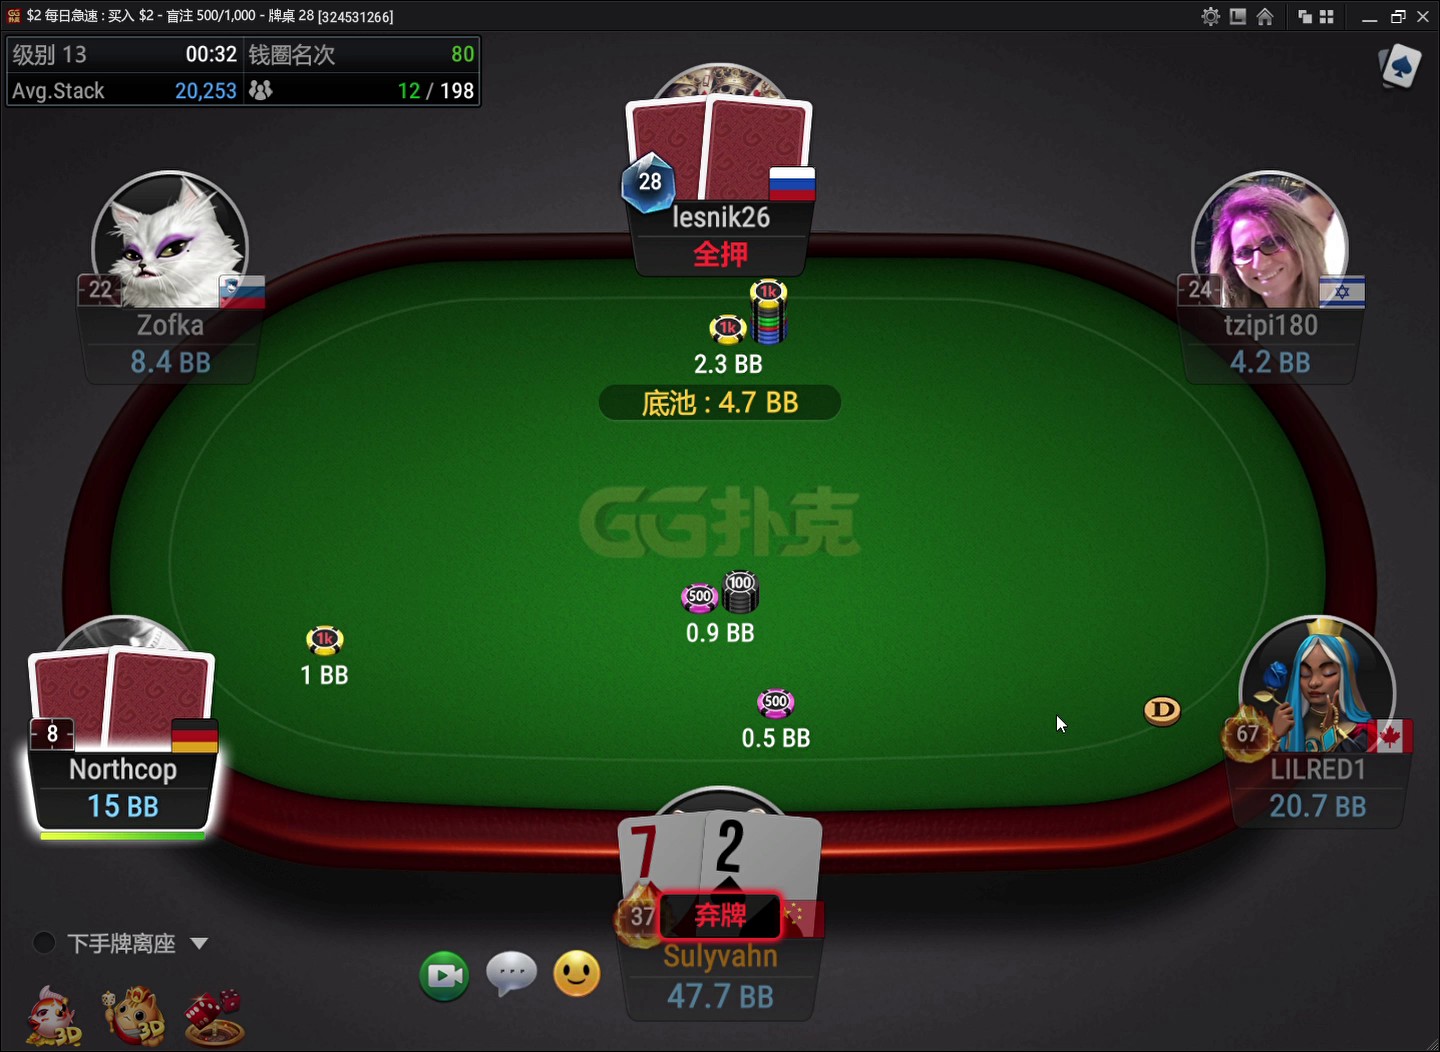 $2 每日急速 : 买入 $2 - 盲注 500/1,000 - 牌桌 28 [324531266]
级别 13 00:32 钱圈名次 80
Avg.Stack 20,253 12 / 198
28
lesnik26
全押
22
Zofka
8.4 BB
24
tzipi180
4.2 BB
1k
1k
2.3 BB
底池 : 4.7 BB
GG扑克
500 100
0.9 BB
1k
1 BB
500
0.5 BB
D
8
Northcop
15 BB
67
LILRED1
20.7 BB
7 2
37 弃牌
Sulyvahn
47.7 BB
下手牌离座
3D
3D